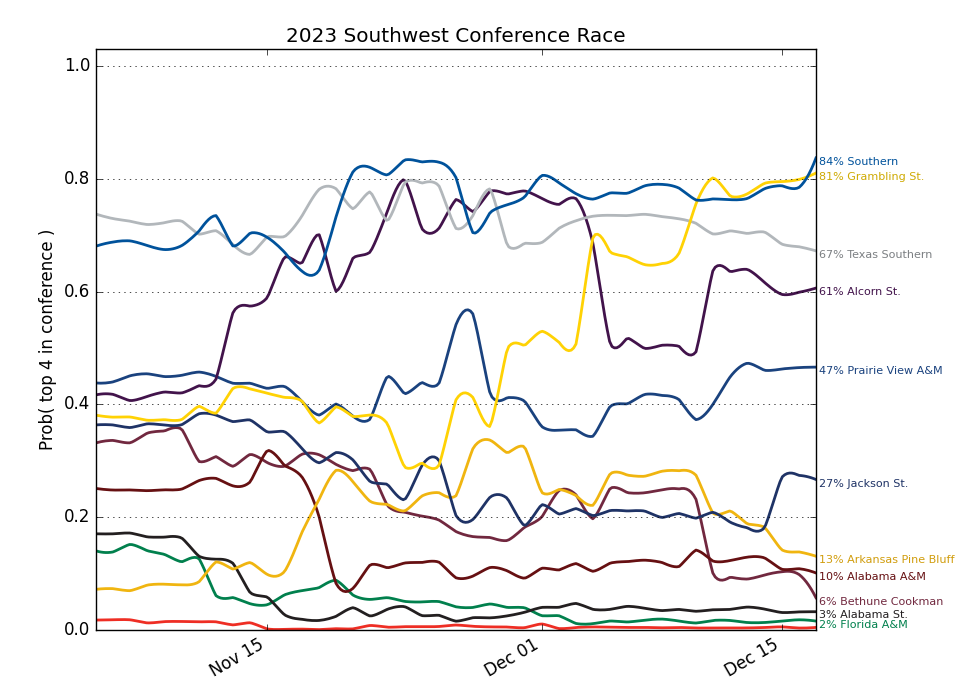 2023 Southwest Conference Race
1.0
0.8
0.6
0.4
0.2
0.0
Prob( top 4 in conference )
Nov 15
Dec 01
Dec 15
84% Southern
81% Grambling St.
67% Texas Southern
61% Alcorn St.
47% Prairie View A&M
27% Jackson St.
13% Arkansas Pine Bluff
10% Alabama A&M
6% Bethune Cookman
3% Alabama St.
2% Florida A&M